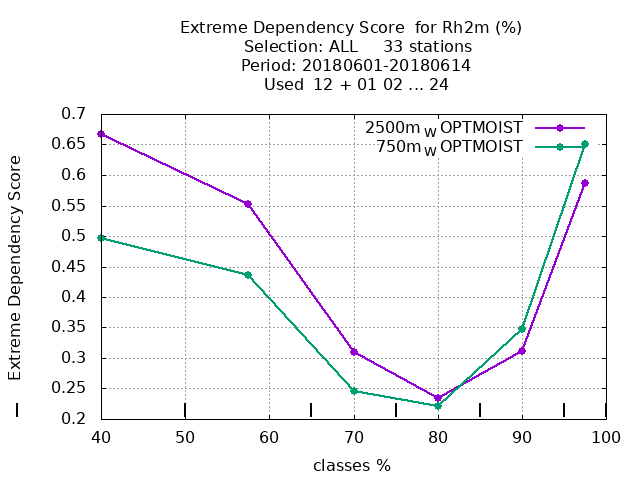 Extreme Dependency Score  for Rh2m (%)
Selection: ALL     33 stations
Period: 20180601-20180614
Used  12 + 01 02 ... 24
2500m W OPTMOIST
750m W OPTMOIST
Extreme Dependency Score
0.7
0.65
0.6
0.55
0.5
0.45
0.4
0.35
0.3
0.25
0.2
40 50 60 70 80 90 100
classes %